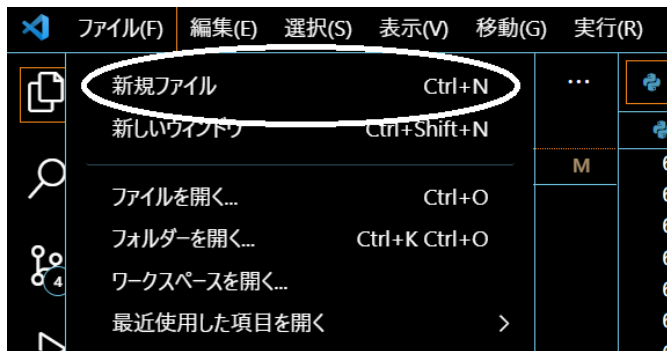 ファイル(F) 編集(E) 選択(S) 表示(V) 移動(G) 実行(R)
新規ファイル Ctrl+N
新しいウィンドウ Ctrl+Shift+N
M
ファイルを開く... Ctrl+O
フォルダーを開く... Ctrl+K Ctrl+O
4
ワークスペースを開く...
最近使用した項目を開く